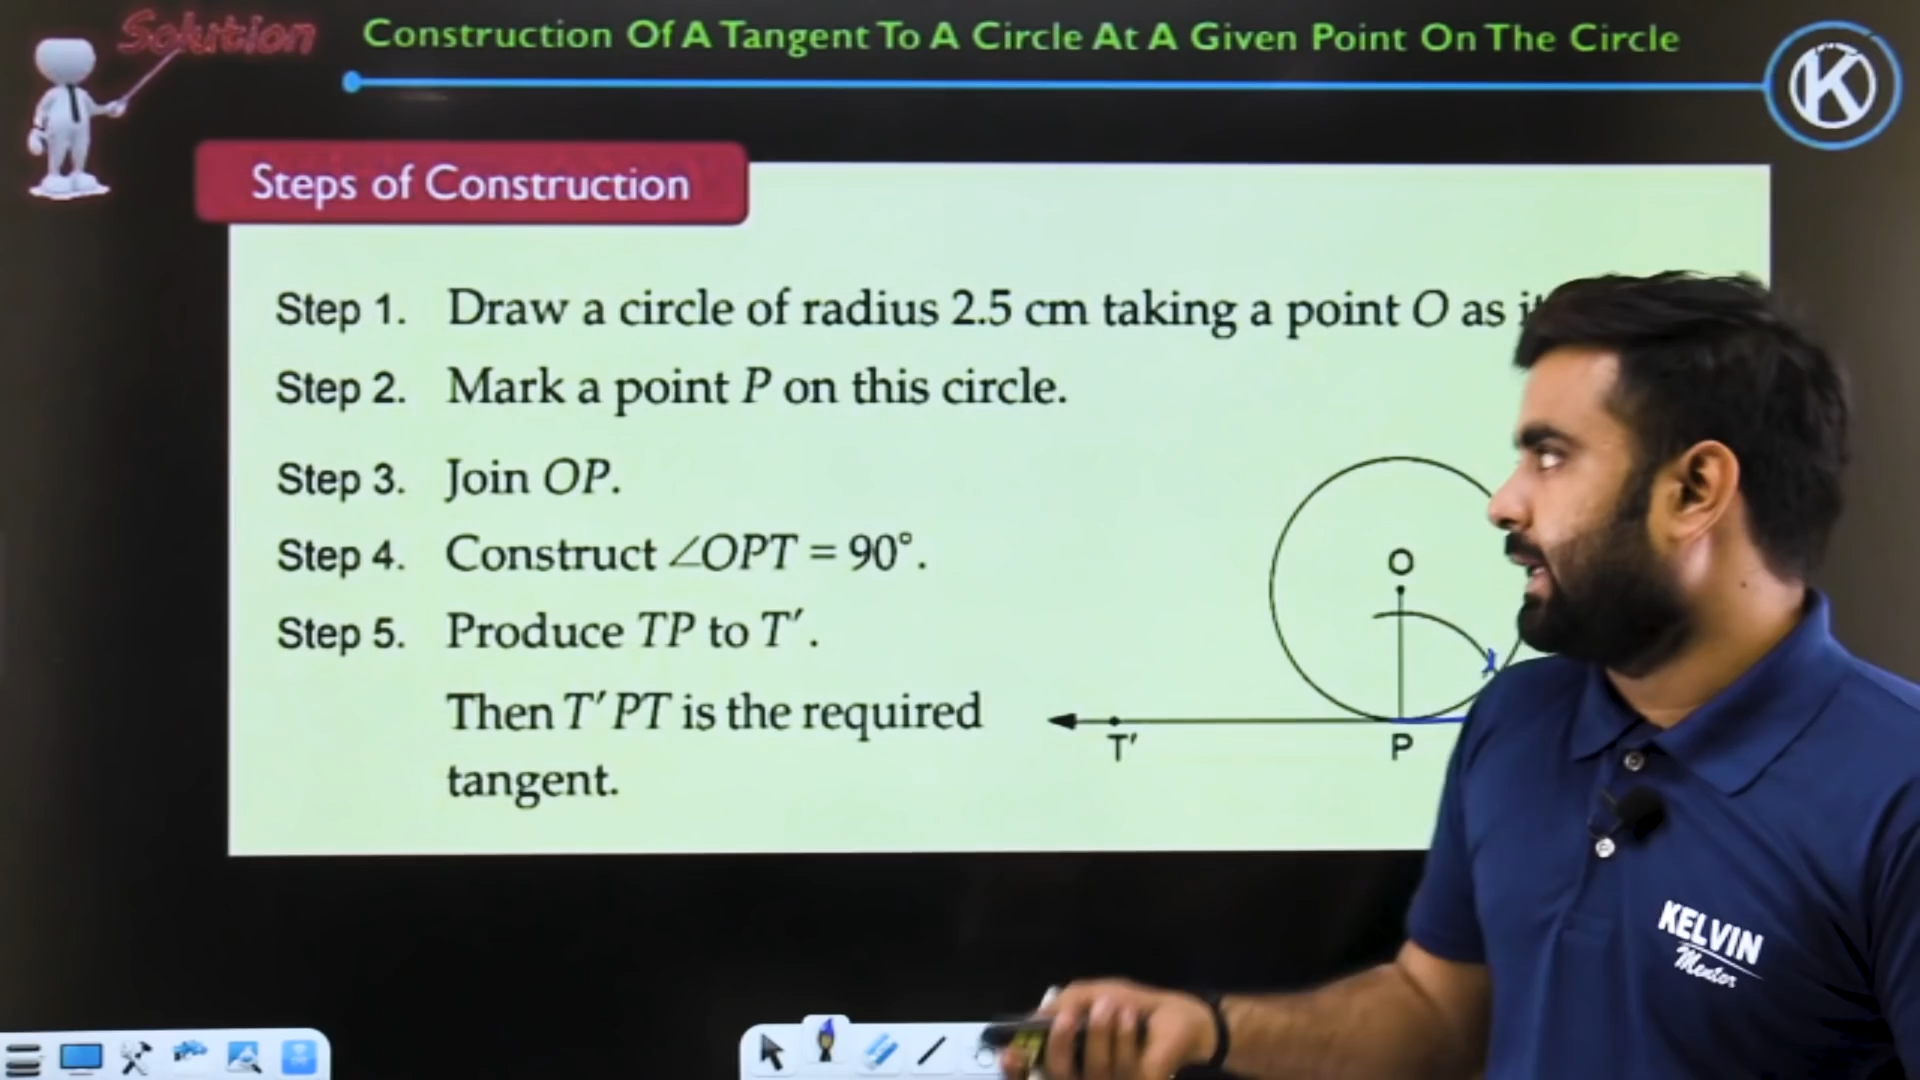 Solution
Construction Of A Tangent To A Circle At A Given Point On The Circle
K
Steps of Construction
Step 1. Draw a circle of radius 2.5 cm taking a point O as
Step 2. Mark a point P on this circle.
Step 3. Join OP.
Step 4. Construct ∠OPT = 90°.
Step 5. Produce TP to T′.
Then T′PT is the required
tangent.
O
T′
P
KELVIN
Mentor